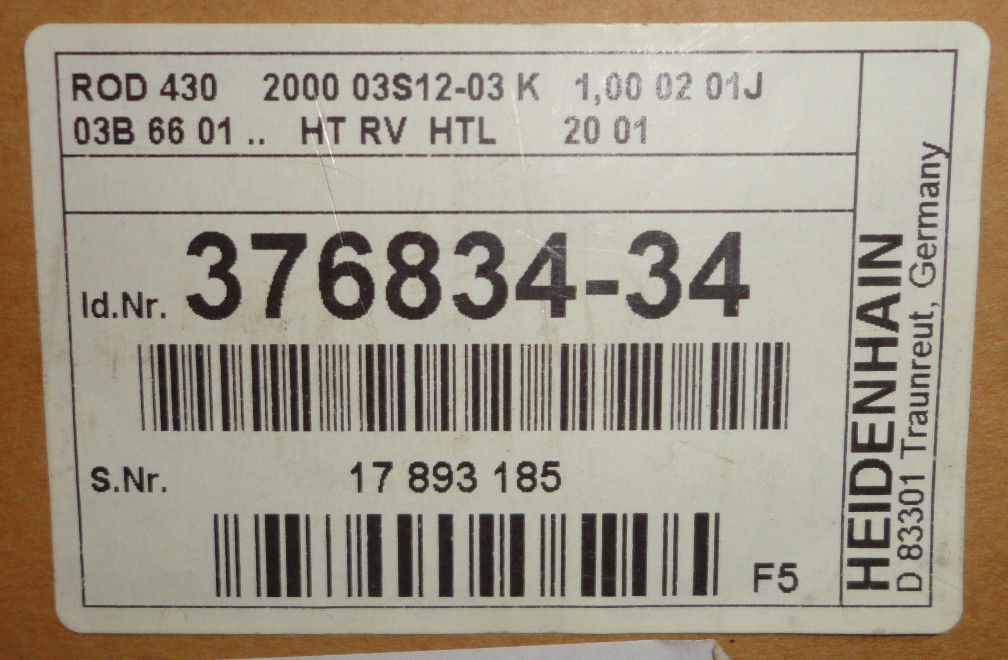 ROD 430 2000 03S12-03 K 1,00 02 01J
03B 66 01 .. HT RV HTL 20 01
Id.Nr. 376834-34
S.Nr. 17 893 185
F5
HEIDENHAIN
D 83301 Traunreut, Germany